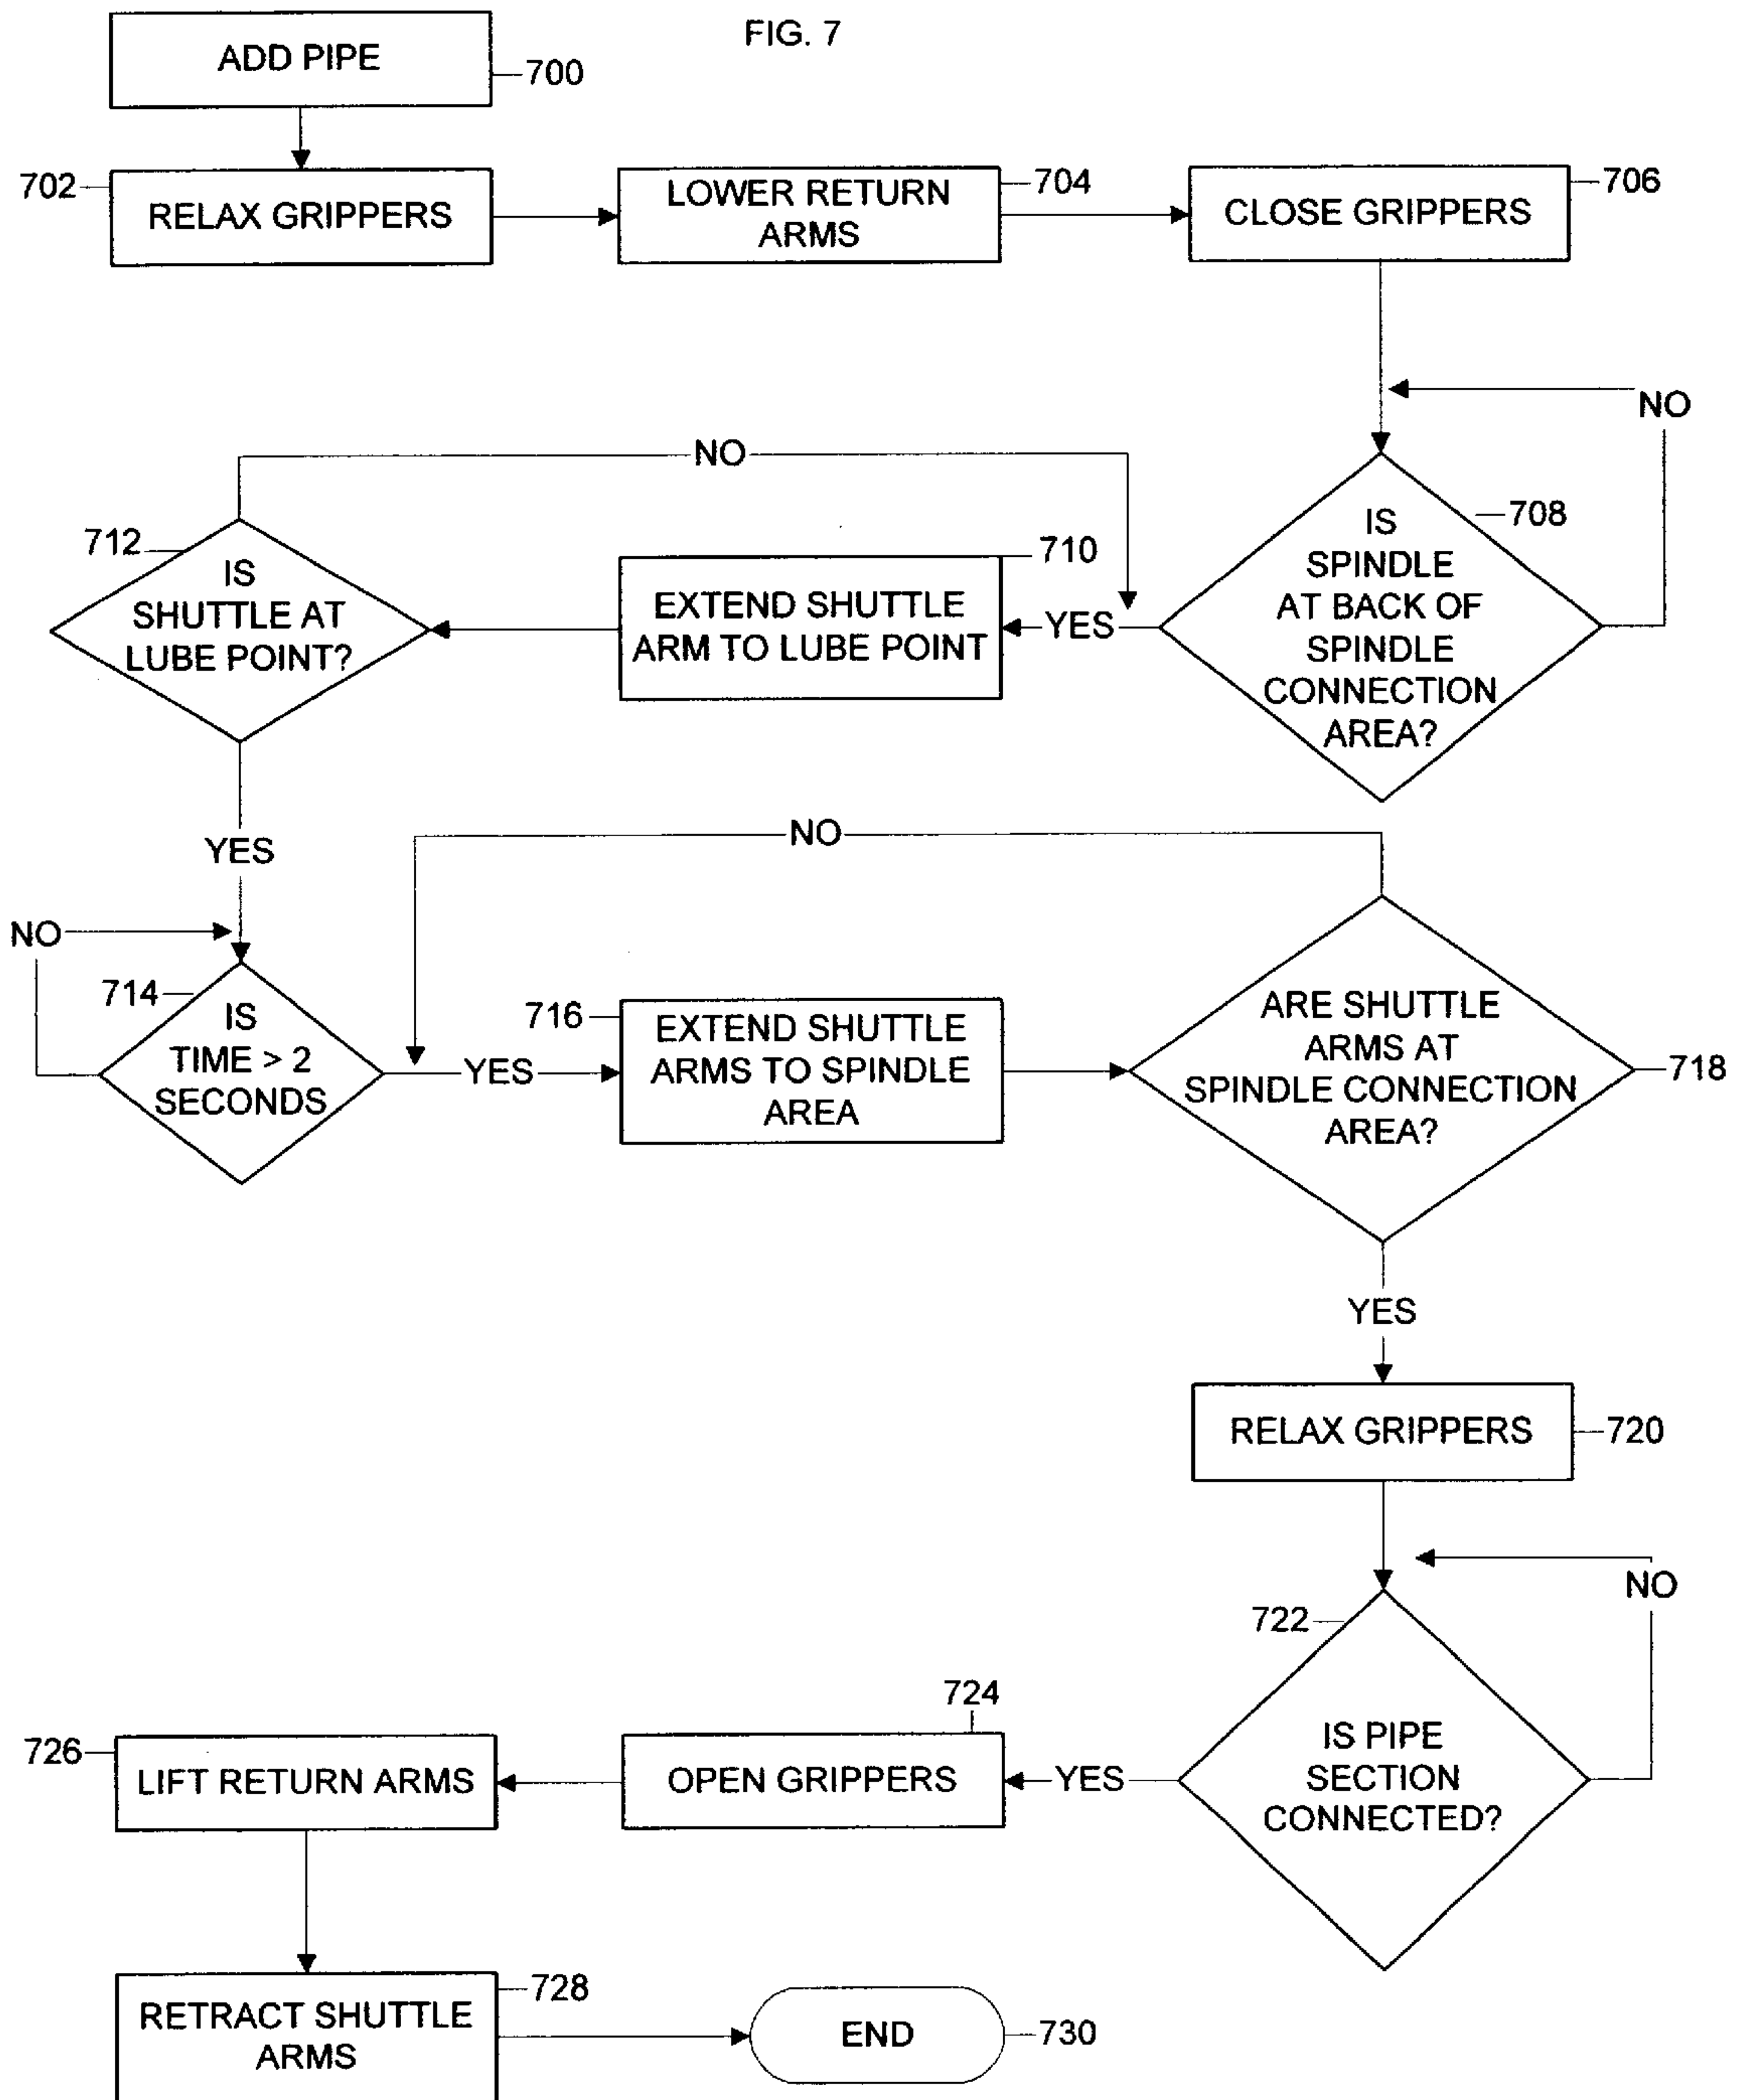 FIG. 7
ADD PIPE
700
702
RELAX GRIPPERS
LOWER RETURN
ARMS
704
CLOSE GRIPPERS
706
NO
NO
708
IS
SPINDLE
AT BACK OF
SPINDLE
CONNECTION
AREA?
YES
710
EXTEND SHUTTLE
ARM TO LUBE POINT
712
IS
SHUTTLE AT
LUBE POINT?
YES
NO
NO
714
IS
TIME > 2
SECONDS
YES
716
EXTEND SHUTTLE
ARMS TO SPINDLE
AREA
ARE SHUTTLE
ARMS AT
SPINDLE CONNECTION
AREA?
718
YES
RELAX GRIPPERS
720
NO
722
IS PIPE
SECTION
CONNECTED?
YES
724
OPEN GRIPPERS
726
LIFT RETURN ARMS
728
RETRACT SHUTTLE
ARMS
END
730